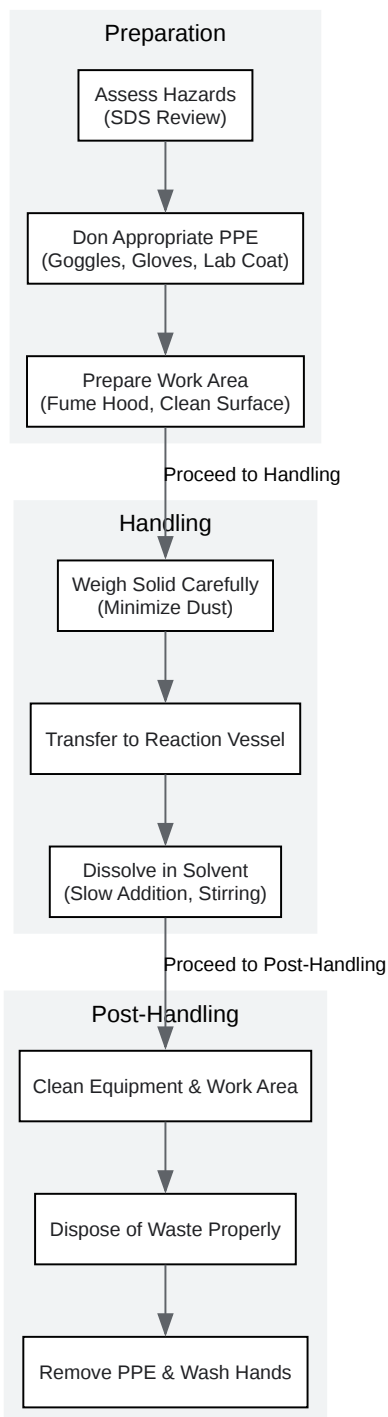 Preparation
Assess Hazards
(SDS Review)
Don Appropriate PPE
(Goggles, Gloves, Lab Coat)
Prepare Work Area
(Fume Hood, Clean Surface)
Proceed to Handling
Handling
Weigh Solid Carefully
(Minimize Dust)
Transfer to Reaction Vessel
Dissolve in Solvent
(Slow Addition, Stirring)
Proceed to Post-Handling
Post-Handling
Clean Equipment & Work Area
Dispose of Waste Properly
Remove PPE & Wash Hands